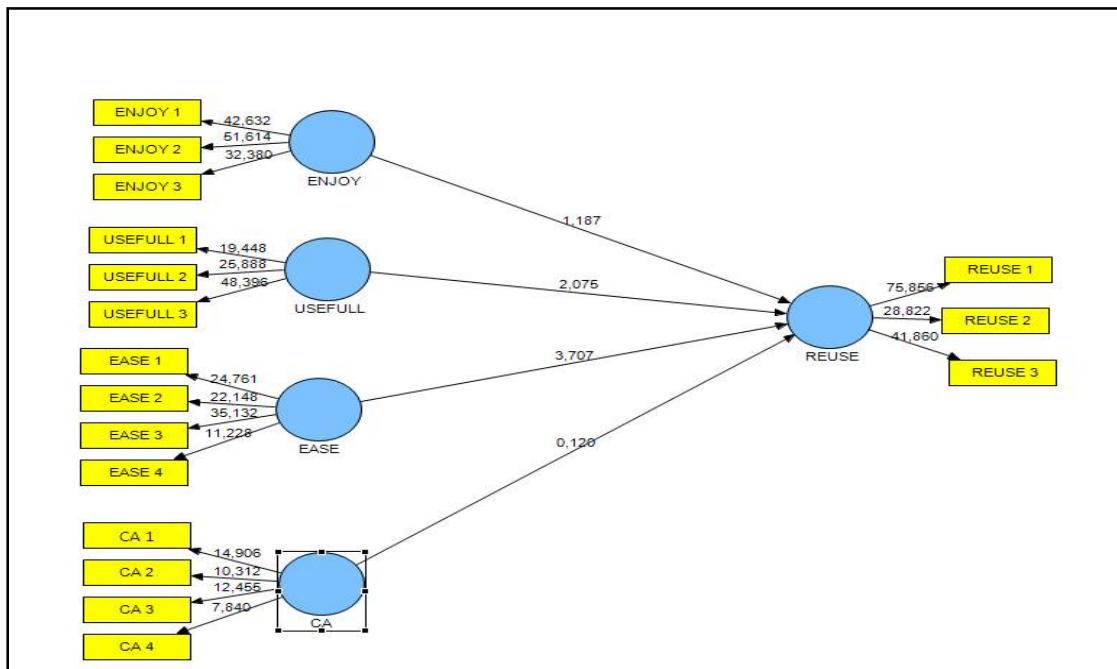 ENJOY 1
42,632
ENJOY 2
51,614
ENJOY 3
32,380
ENJOY
1,187
USEFULL 1
19,448
USEFULL 2
25,888
USEFULL 3
48,396
USEFULL
2,075
EASE 1
24,761
EASE 2
22,148
EASE 3
35,132
EASE 4
11,228
EASE
3,707
CA 1
14,906
CA 2
10,312
CA 3
12,455
CA 4
7,840
CA
0,120
REUSE
REUSE 1
75,856
REUSE 2
28,822
REUSE 3
41,860